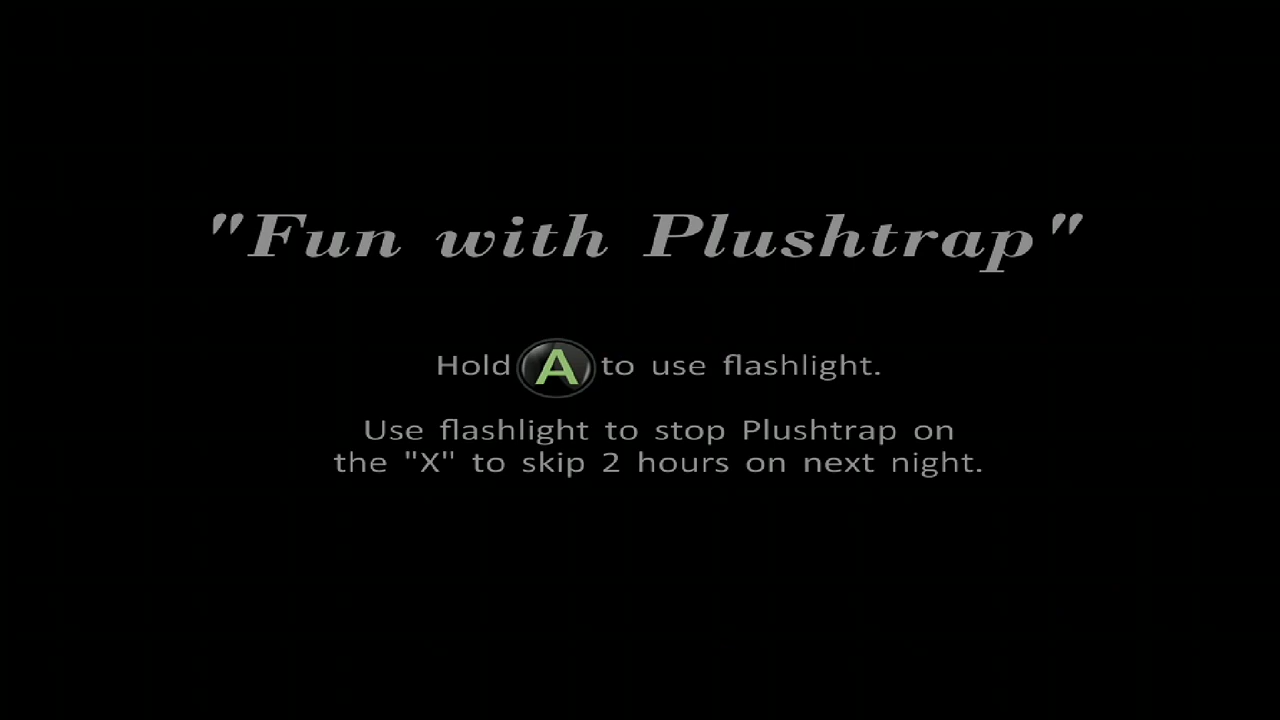 "Fun with Plushtrap"
Hold A to use flashlight.
Use flashlight to stop Plushtrap on
the "X" to skip 2 hours on next night.